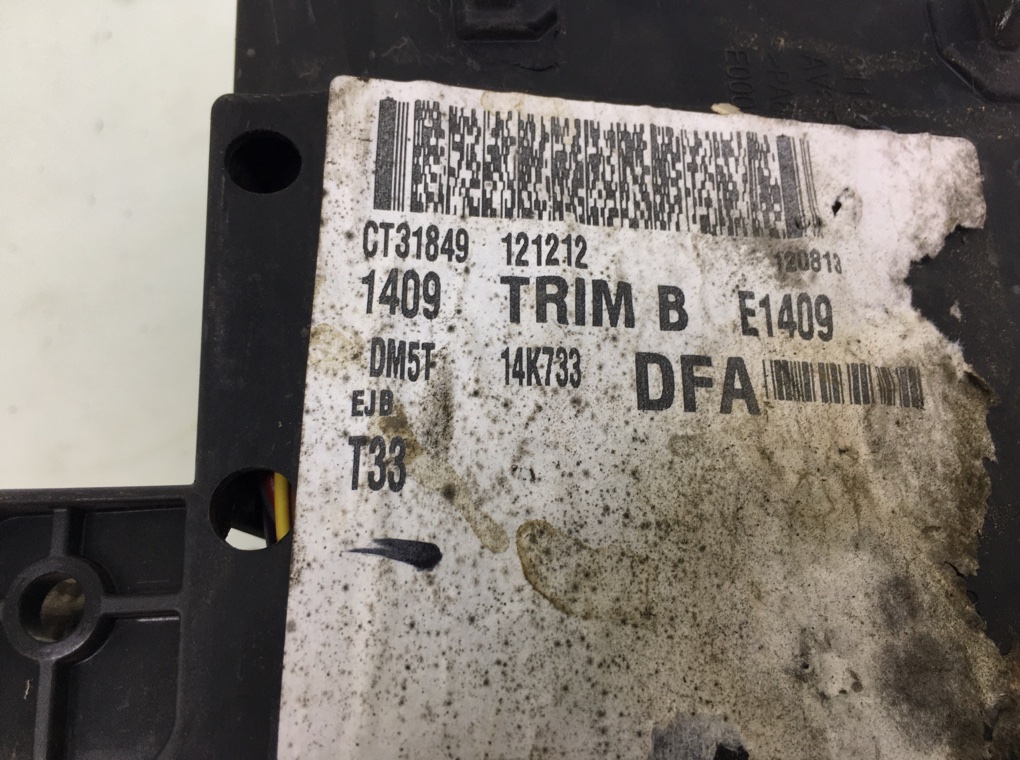 CT31849 121212 120813
1409 TRIM B E1409
DM5T 14K733 DFA
EJB
T33